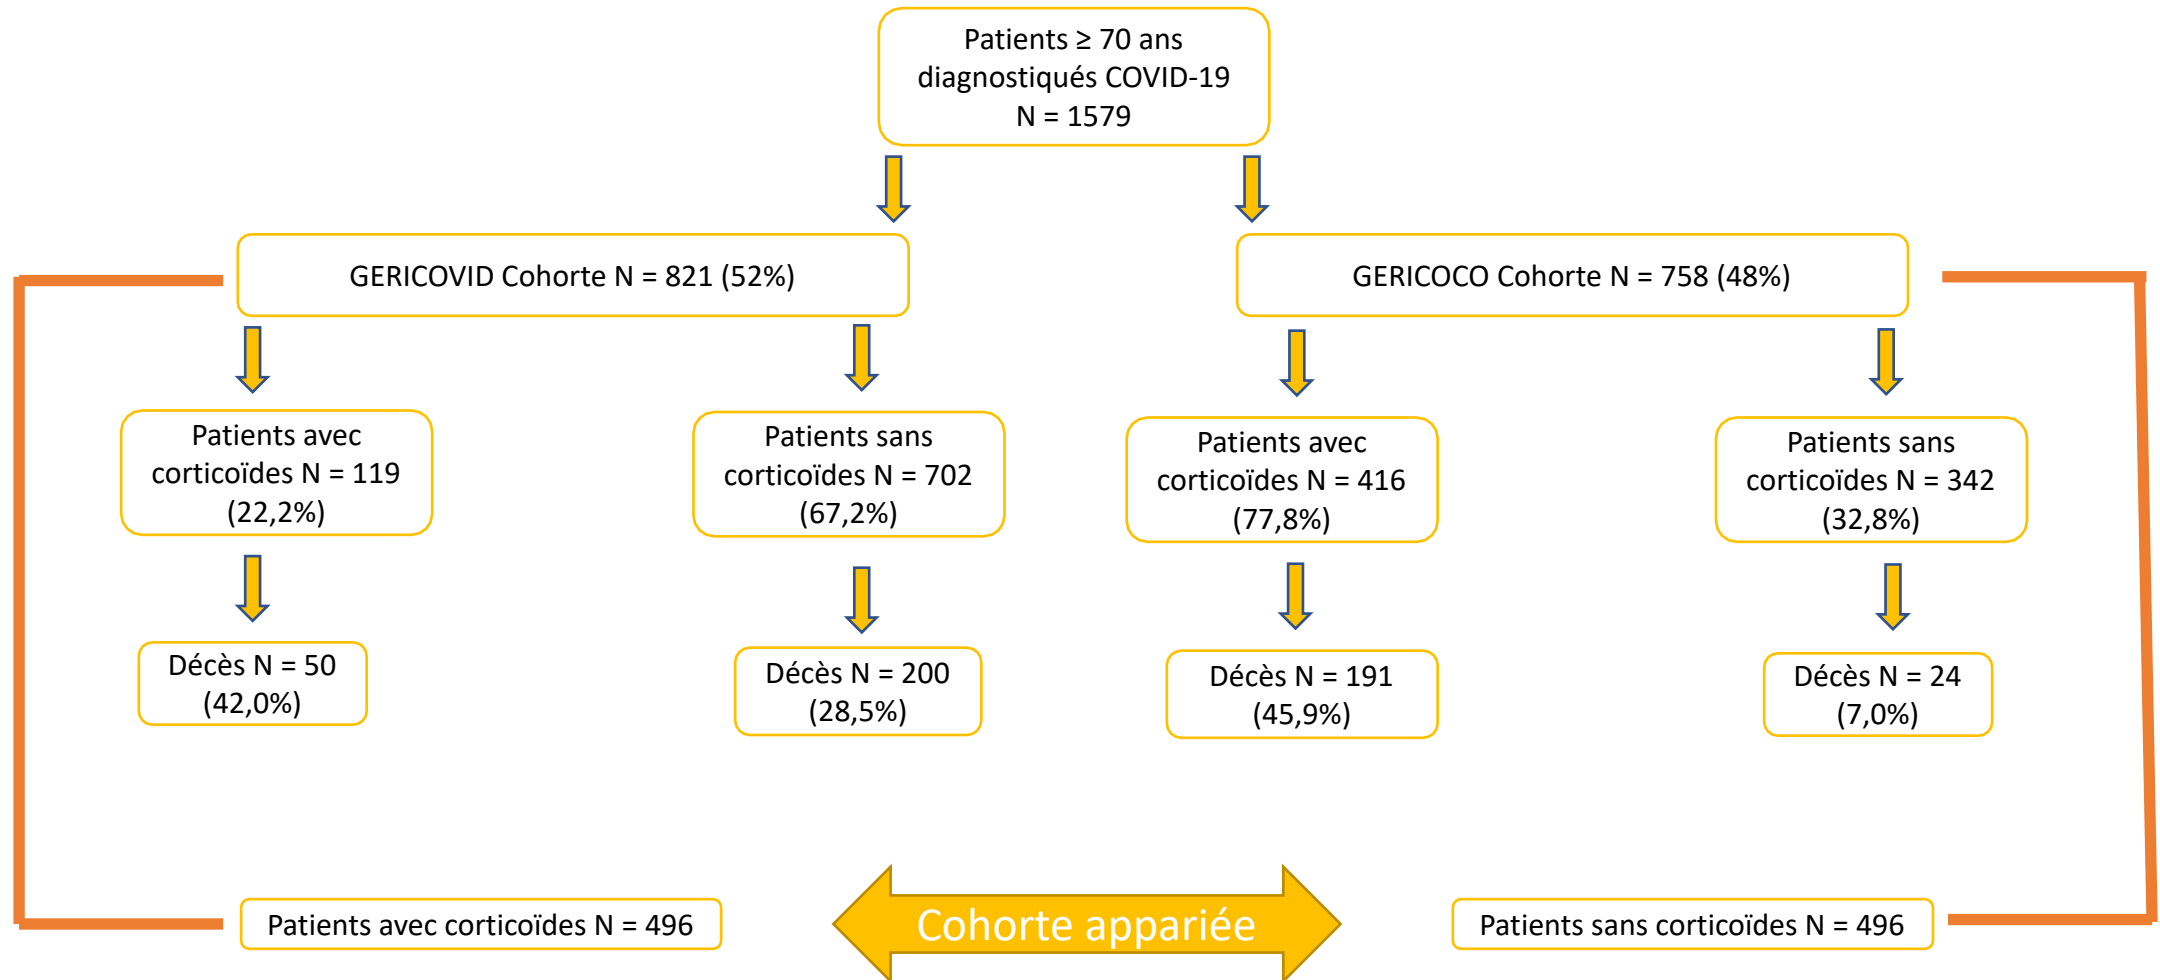 Patients ≥ 70 ans
diagnostiqués COVID-19
N = 1579
GERICOVID Cohorte N = 821 (52%)
GERICOCO Cohorte N = 758 (48%)
Patients avec
corticoïdes N = 119
(22,2%)
Patients sans
corticoïdes N = 702
(67,2%)
Patients avec
corticoïdes N = 416
(77,8%)
Patients sans
corticoïdes N = 342
(32,8%)
Décès N = 50
(42,0%)
Décès N = 200
(28,5%)
Décès N = 191
(45,9%)
Décès N = 24
(7,0%)
Patients avec corticoïdes N = 496
Cohorte appariée
Patients sans corticoïdes N = 496